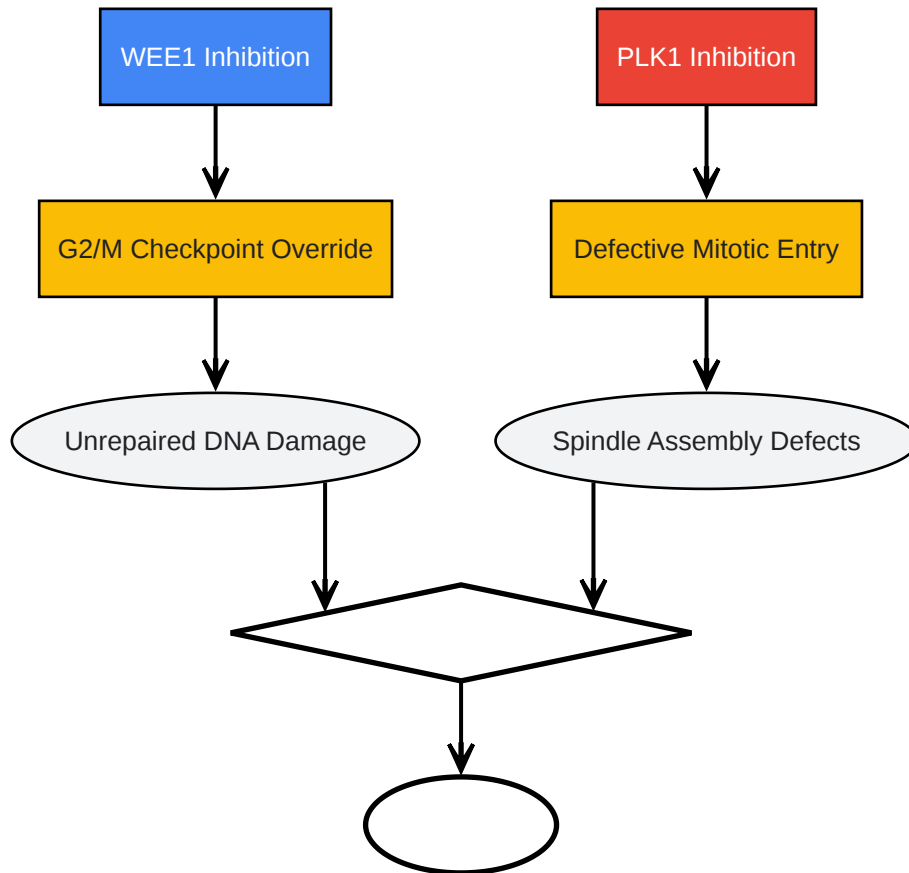 WEE1 Inhibition
PLK1 Inhibition
G2/M Checkpoint Override
Defective Mitotic Entry
Unrepaired DNA Damage
Spindle Assembly Defects